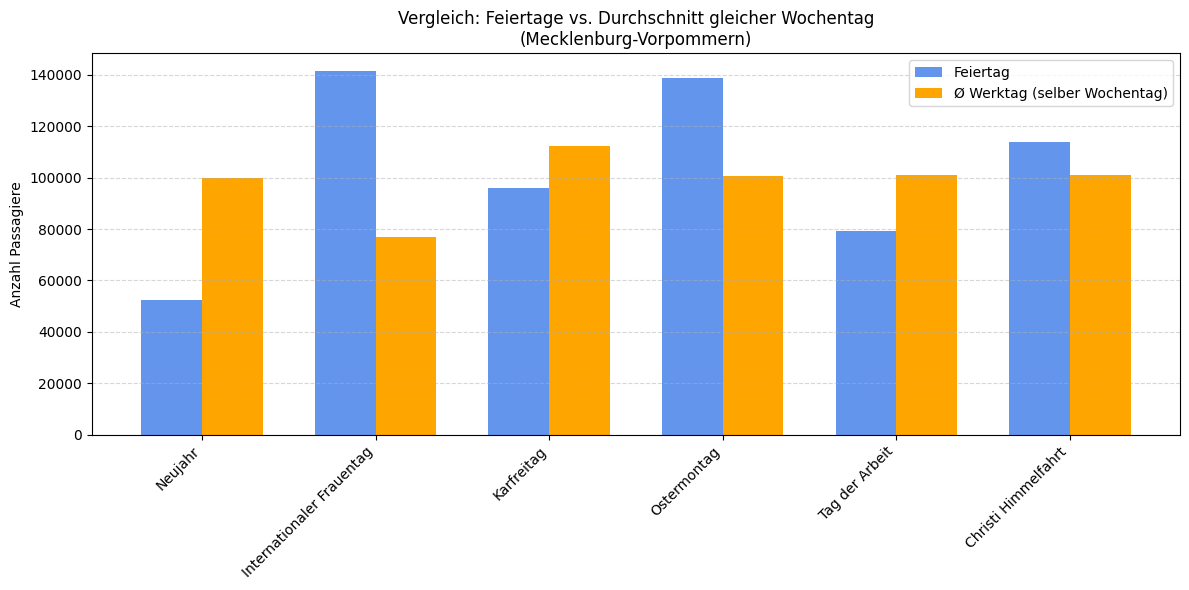 Vergleich: Feiertage vs. Durchschnitt gleicher Wochentag
(Mecklenburg-Vorpommern)
Feiertag
Ø Werktag (selber Wochentag)
Anzahl Passagiere
140000
120000
100000
80000
60000
40000
20000
0
Neujahr
Internationaler Frauentag
Karfreitag
Ostermontag
Tag der Arbeit
Christi Himmelfahrt